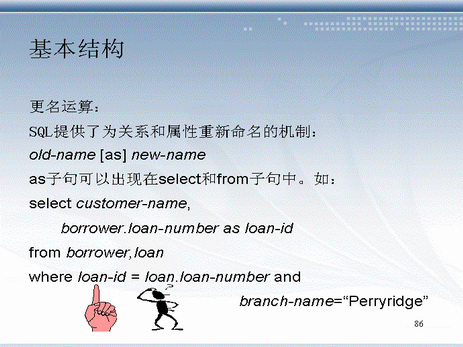 基本结构
更名运算：
SQL提供了为关系和属性重新命名的机制：
old-name [as] new-name
as子句可以出现在select和from子句中。如：
select customer-name,
borrower.loan-number as loan-id
from borrower,loan
where loan-id = loan.loan-number and
branch-name=“Perryridge”
86